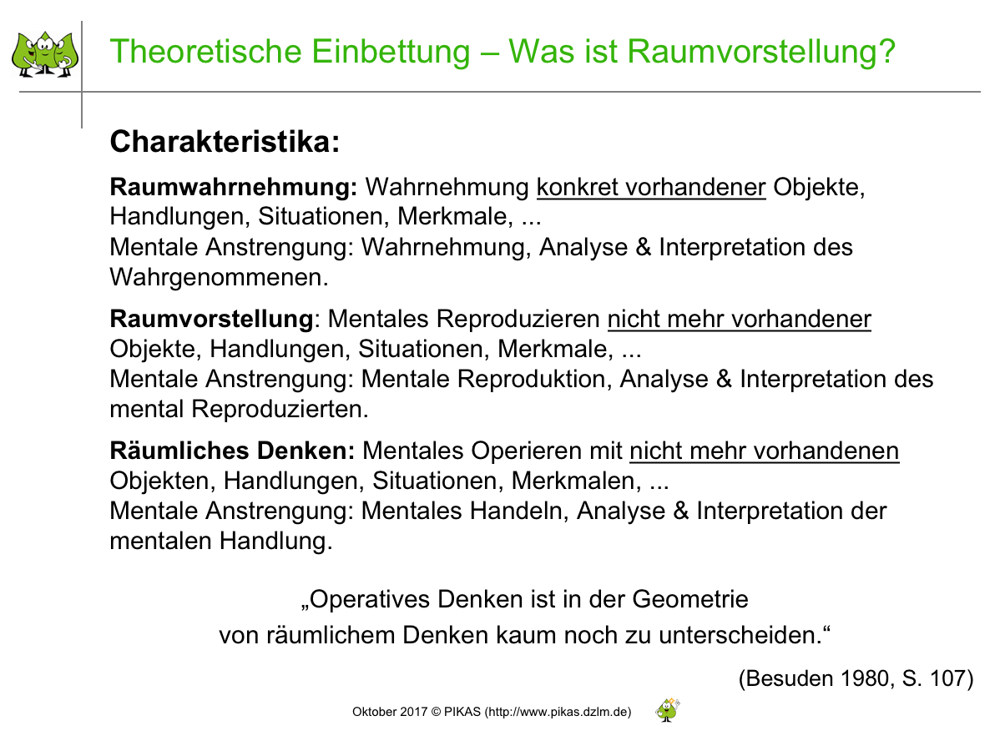 Theoretische Einbettung – Was ist Raumvorstellung?
Charakteristika:
Raumwahrnehmung: Wahrnehmung konkret vorhandener Objekte,
Handlungen, Situationen, Merkmale, ...
Mentale Anstrengung: Wahrnehmung, Analyse & Interpretation des
Wahrgenommenen.
Raumvorstellung: Mentales Reproduzieren nicht mehr vorhandener
Objekte, Handlungen, Situationen, Merkmale, ...
Mentale Anstrengung: Mentale Reproduktion, Analyse & Interpretation des
mental Reproduzierten.
Räumliches Denken: Mentales Operieren mit nicht mehr vorhandenen
Objekten, Handlungen, Situationen, Merkmalen, ...
Mentale Anstrengung: Mentales Handeln, Analyse & Interpretation der
mentalen Handlung.
„Operatives Denken ist in der Geometrie
von räumlichem Denken kaum noch zu unterscheiden.“
(Besuden 1980, S. 107)
Oktober 2017 © PIKAS (http://www.pikas.dzlm.de)